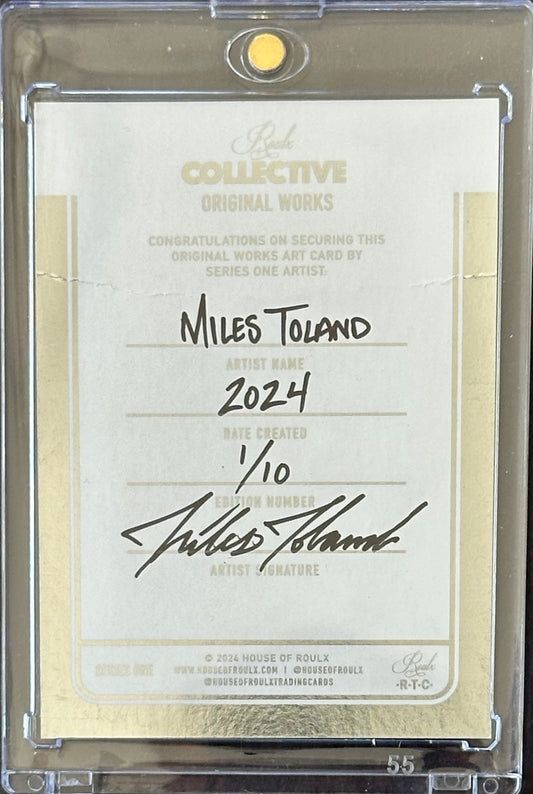 Roulx
COLLECTIVE
ORIGINAL WORKS
CONGRATULATIONS ON SECURING THIS
ORIGINAL WORKS ART CARD BY
SERIES ONE ARTIST:
MILES TOLAND
ARTIST NAME
2024
DATE CREATED
1/10
EDITION NUMBER
Miles Toland
ARTIST SIGNATURE
© 2024 HOUSE OF ROULX
SERIES ONE
WWW.HOUSEOFROULX.COM | @HOUSEOFROULX
@HOUSEOFROULXTRADINGCARDS
Roulx
·R·T·C·
55